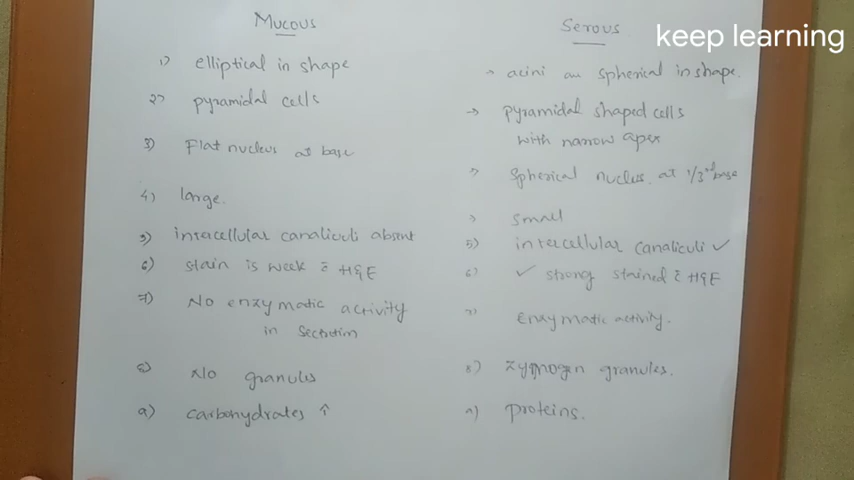 keep learning
Mucous
1) elliptical in shape
2) pyramidal cells
3) Flat nucleus at base
4) large.
5) intercellular canaliculi absent
6) stain is week c̄ H&E
7) No enzymatic activity
in secretion
8) No granules
9) carbohydrates ↑
Serous
→ acini are spherical in shape.
→ pyramidal shaped cells
with narrow apex
→ Spherical nucleus at 1/3rd base
→ small
5) intercellular canaliculi ✓
6) ✓ strong stained c̄ H&E
7) Enzymatic activity.
8) zymogen granules.
9) proteins.